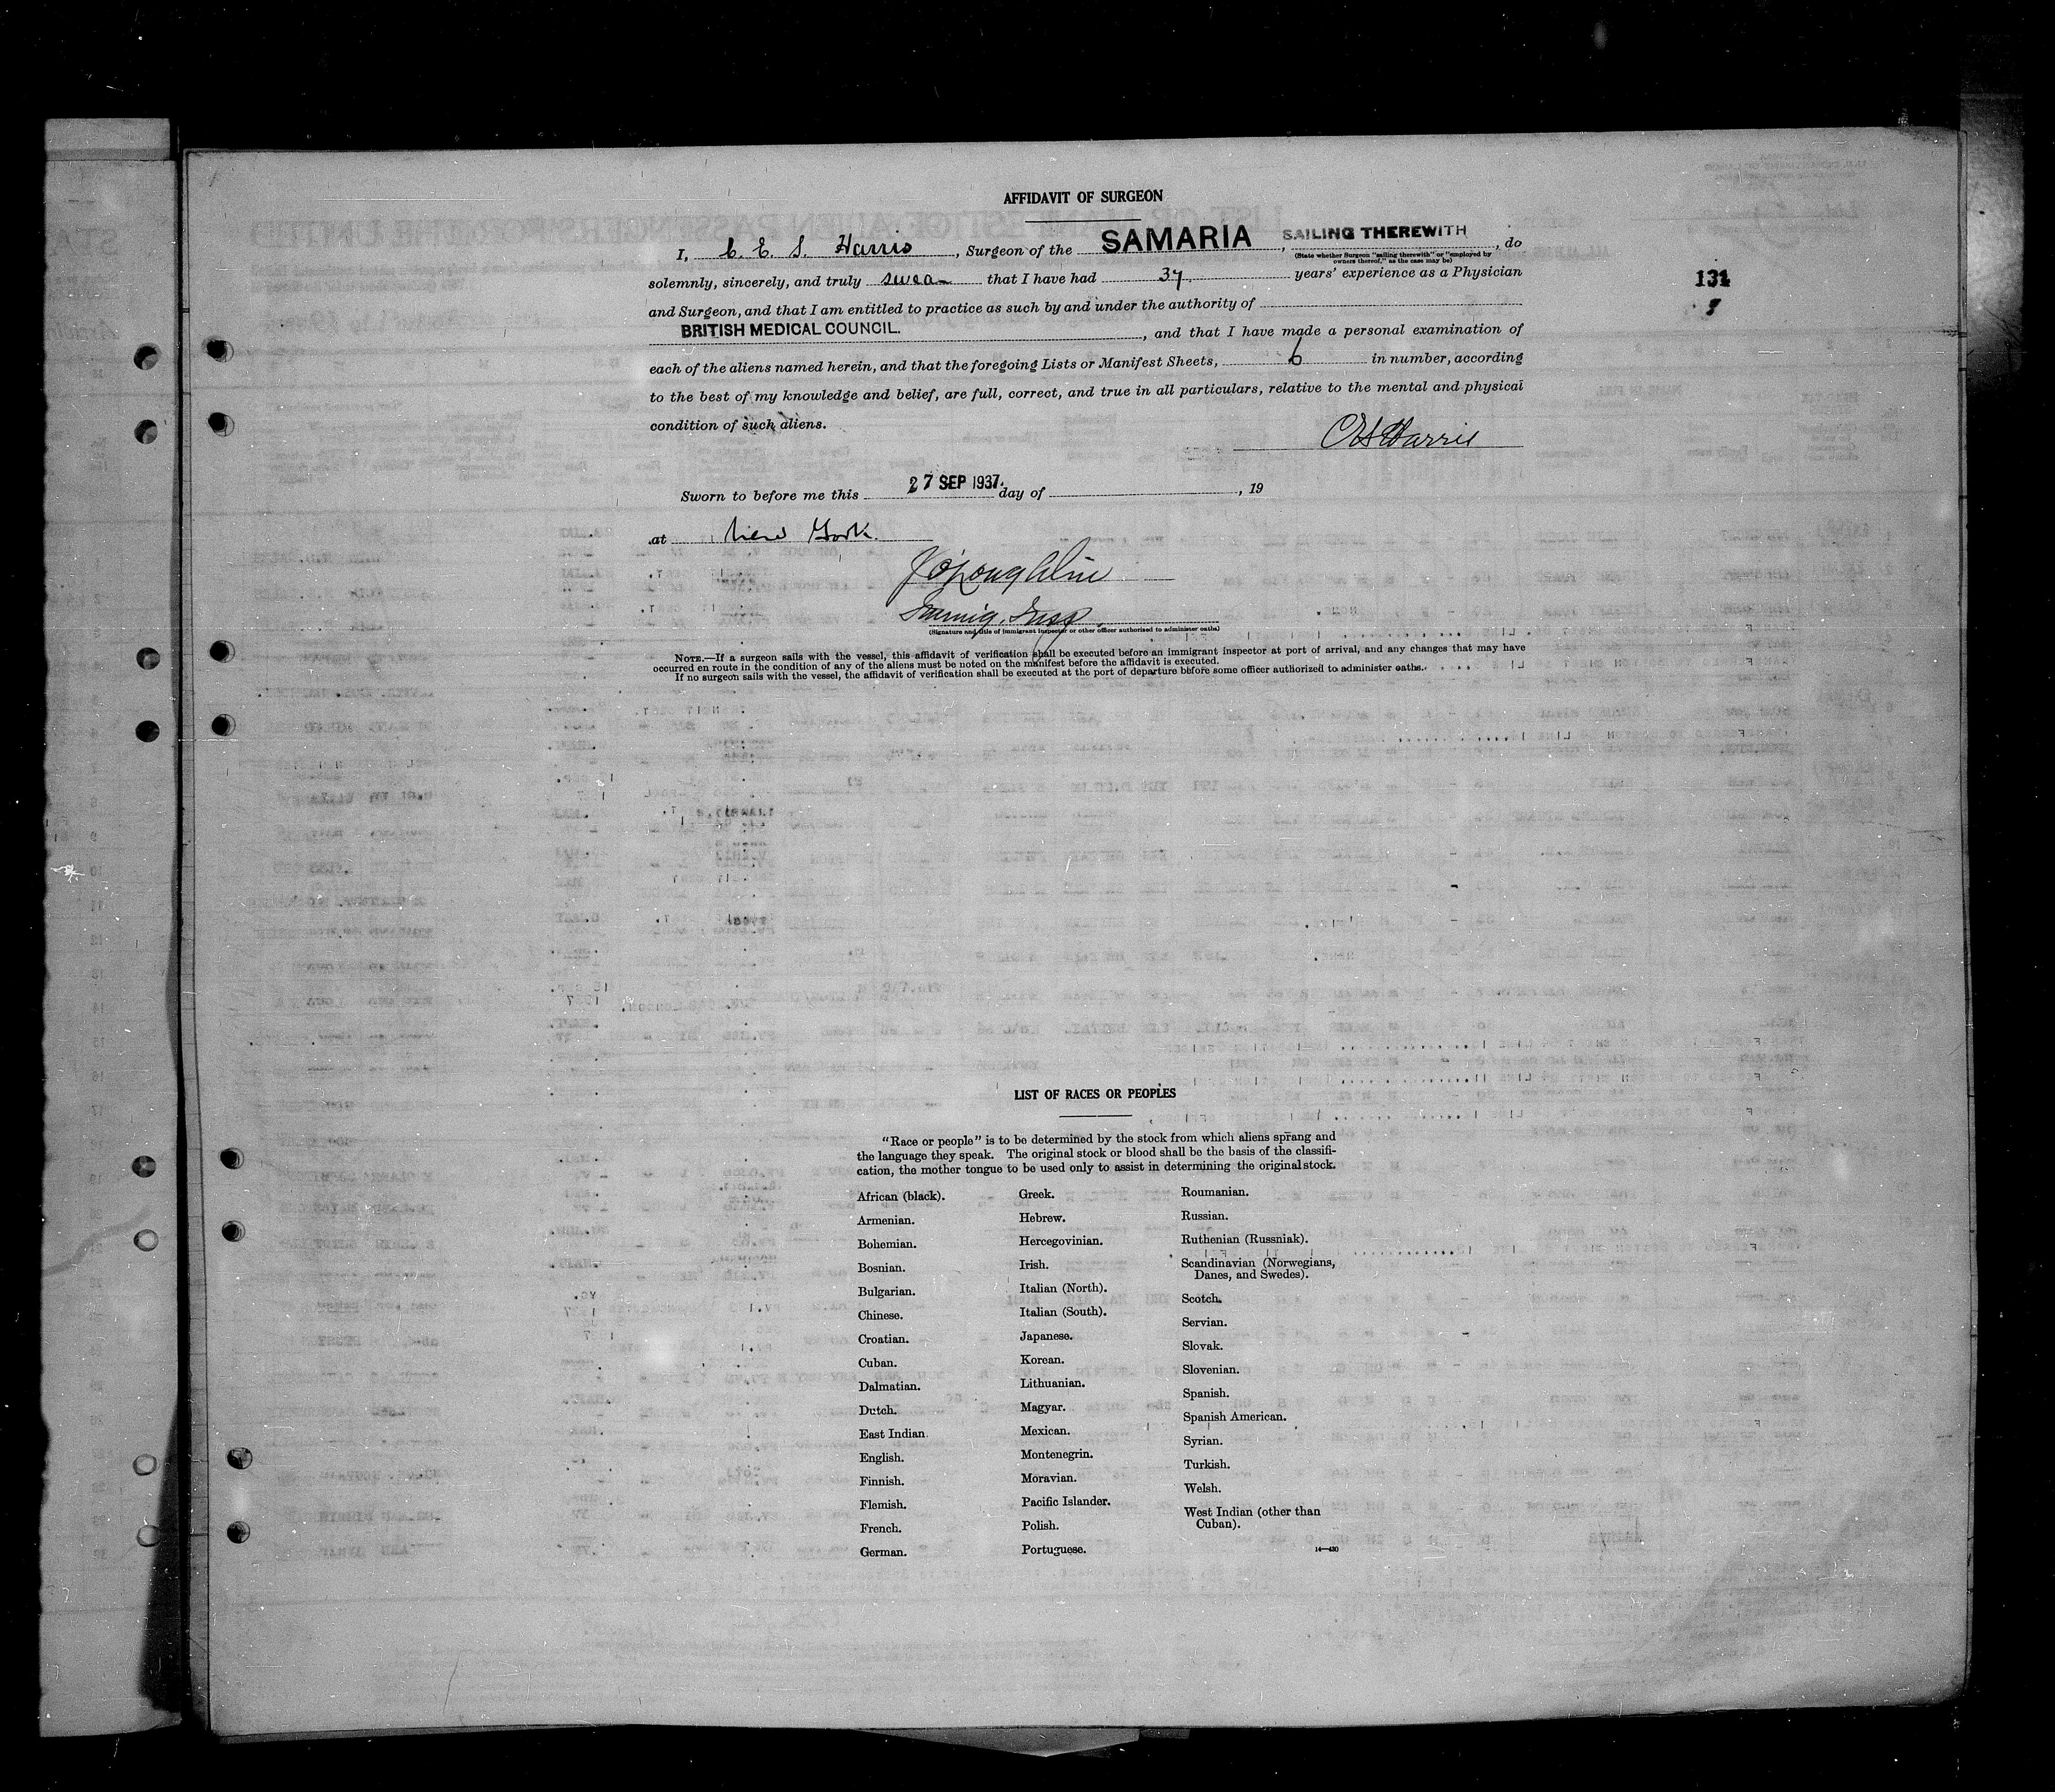 AFFIDAVIT OF SURGEON
I, C. E. S. Harris, Surgeon of the SAMARIA, SAILING THEREWITH, do
(State whether Surgeon "sailing therewith" or "employed by
owners thereof," as the case may be)
solemnly, sincerely, and truly swear that I have had 37 years' experience as a Physician
131
and Surgeon, and that I am entitled to practice as such by and under the authority of
BRITISH MEDICAL COUNCIL., and that I have made a personal examination of
each of the aliens named herein, and that the foregoing Lists or Manifest Sheets, 6 in number, according
to the best of my knowledge and belief, are full, correct, and true in all particulars, relative to the mental and physical
condition of such aliens.
CES Harris
Sworn to before me this 27 SEP 1937. day of , 19
at New York.
J O'Loughlin
Immig. Insp.
(Signature and title of immigrant inspector or other officer authorized to administer oaths)
NOTE.—If a surgeon sails with the vessel, this affidavit of verification shall be executed before an immigrant inspector at port of arrival, and any changes that may have
occurred en route in the condition of any of the aliens must be noted on the manifest before the affidavit is executed.
If no surgeon sails with the vessel, the affidavit of verification shall be executed at the port of departure before some officer authorized to administer oaths.
LIST OF RACES OR PEOPLES
"Race or people" is to be determined by the stock from which aliens sprang and
the language they speak. The original stock or blood shall be the basis of the classifi-
cation, the mother tongue to be used only to assist in determining the original stock.
African (black).
Armenian.
Bohemian.
Bosnian.
Bulgarian.
Chinese.
Croatian.
Cuban.
Dalmatian.
Dutch.
East Indian.
English.
Finnish.
Flemish.
French.
German.
Greek.
Hebrew.
Hercegovinian.
Irish.
Italian (North).
Italian (South).
Japanese.
Korean.
Lithuanian.
Magyar.
Mexican.
Montenegrin.
Moravian.
Pacific Islander.
Polish.
Portuguese.
Roumanian.
Russian.
Ruthenian (Russniak).
Scandinavian (Norwegians,
Danes, and Swedes).
Scotch.
Servian.
Slovak.
Slovenian.
Spanish.
Spanish American.
Syrian.
Turkish.
Welsh.
West Indian (other than
Cuban).
14—430